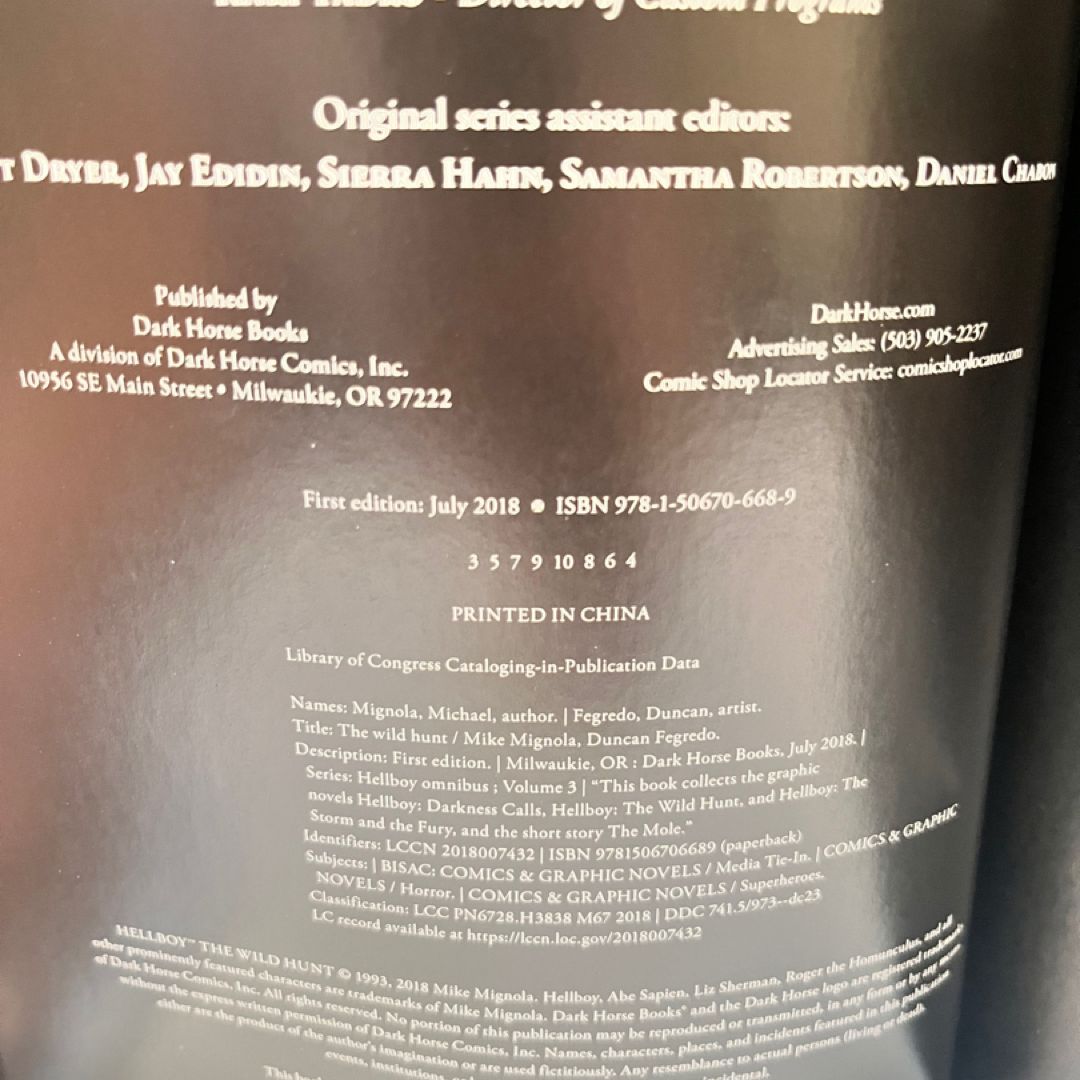 Director of Custom Programs
Original series assistant editors:
T DRYER, JAY EDIDIN, SIERRA HAHN, SAMANTHA ROBERTSON, DANIEL CHABON
Published by
Dark Horse Books
A division of Dark Horse Comics, Inc.
10956 SE Main Street • Milwaukie, OR 97222
DarkHorse.com
Advertising Sales: (503) 905-2237
Comic Shop Locator Service: comicshoplocator.com
First edition: July 2018 ● ISBN 978-1-50670-668-9
3 5 7 9 10 8 6 4
PRINTED IN CHINA
Library of Congress Cataloging-in-Publication Data
Names: Mignola, Michael, author. | Fegredo, Duncan, artist.
Title: The wild hunt / Mike Mignola, Duncan Fegredo.
Description: First edition. | Milwaukie, OR : Dark Horse Books, July 2018. |
Series: Hellboy omnibus ; Volume 3 | “This book collects the graphic
novels Hellboy: Darkness Calls, Hellboy: The Wild Hunt, and Hellboy: The
Storm and the Fury, and the short story The Mole.”
Identifiers: LCCN 2018007432 | ISBN 9781506706689 (paperback)
Subjects: | BISAC: COMICS & GRAPHIC NOVELS / Media Tie-In. | COMICS & GRAPHIC
NOVELS / Horror. | COMICS & GRAPHIC NOVELS / Superheroes.
Classification: LCC PN6728.H3838 M67 2018 | DDC 741.5/973--dc23
LC record available at https://lccn.loc.gov/2018007432
HELLBOY™ THE WILD HUNT © 1993, 2018 Mike Mignola. Hellboy, Abe Sapien, Liz Sherman, Roger the Homunculus, and all
other prominently featured characters are trademarks of Mike Mignola. Dark Horse Books® and the Dark Horse logo are registered trademarks
of Dark Horse Comics, Inc. All rights reserved. No portion of this publication may be reproduced or transmitted, in any form or by any means,
without the express written permission of Dark Horse Comics, Inc. Names, characters, places, and incidents featured in this publication
either are the product of the author's imagination or are used fictitiously. Any resemblance to actual persons (living or dead),
events, institutions, incidental.
This